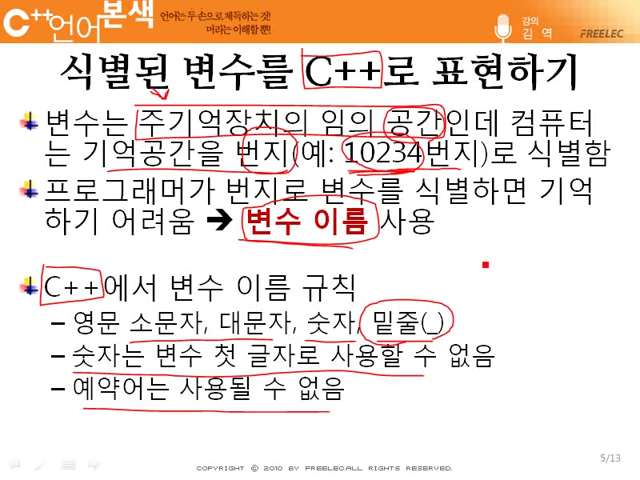 C++언어본색
언어는 두 손으로 체득하는 것!
머리는 이해할 뿐!
강의
김 역
FREELEC
식별된 변수를 C++로 표현하기
변수는 주기억장치의 임의 공간인데 컴퓨터
는 기억공간을 번지(예: 10234번지)로 식별함
프로그래머가 번지로 변수를 식별하면 기억
하기 어려움 ➔ 변수 이름 사용
C++에서 변수 이름 규칙
– 영문 소문자, 대문자, 숫자, 밑줄(_)
– 숫자는 변수 첫 글자로 사용할 수 없음
– 예약어는 사용될 수 없음
5/13
COPYRIGHT © 2010 BY FREELEC.ALL RIGHTS RESERVED.